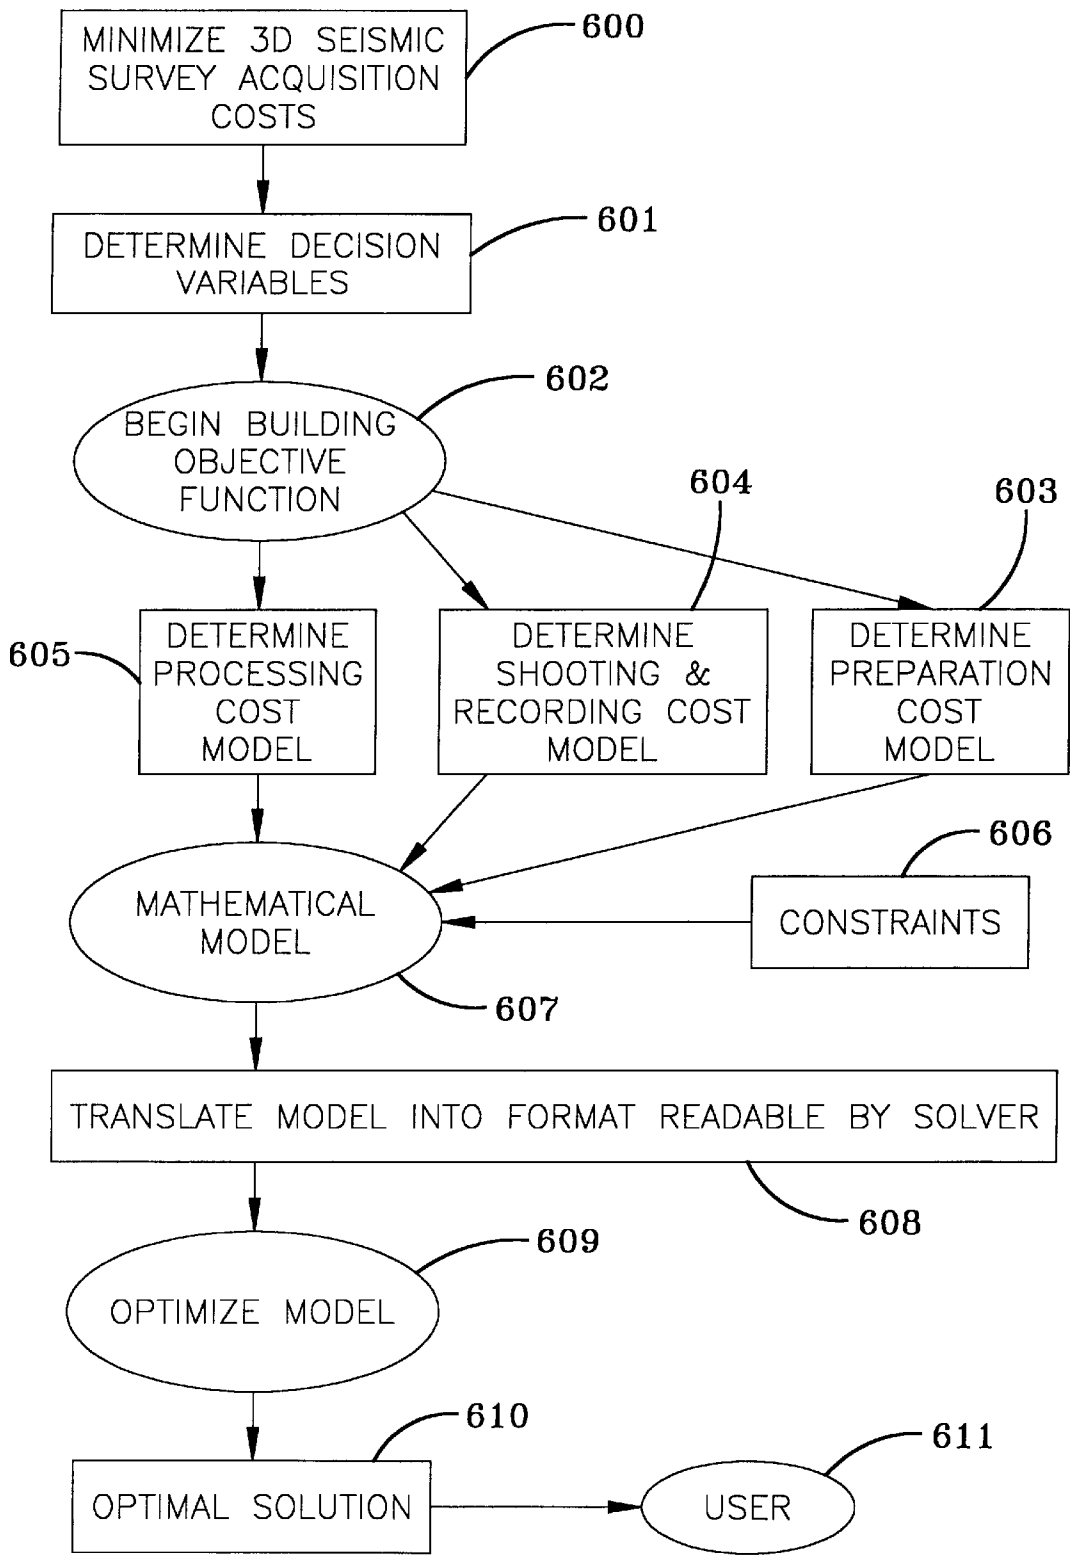 MINIMIZE 3D SEISMIC
SURVEY ACQUISITION
COSTS
600
DETERMINE DECISION
VARIABLES
601
BEGIN BUILDING
OBJECTIVE
FUNCTION
602
605
DETERMINE
PROCESSING
COST
MODEL
604
DETERMINE
SHOOTING &
RECORDING COST
MODEL
603
DETERMINE
PREPARATION
COST
MODEL
606
CONSTRAINTS
MATHEMATICAL
MODEL
607
TRANSLATE MODEL INTO FORMAT READABLE BY SOLVER
608
609
OPTIMIZE MODEL
610
OPTIMAL SOLUTION
611
USER